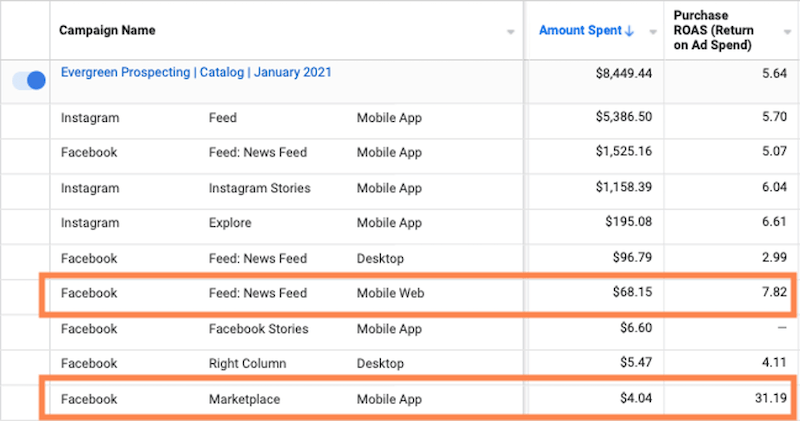 Campaign Name Amount Spent↓ Purchase ROAS (Return on Ad Spend)
Evergreen Prospecting | Catalog | January 2021 $8,449.44 5.64
Instagram Feed Mobile App $5,386.50 5.70
Facebook Feed: News Feed Mobile App $1,525.16 5.07
Instagram Instagram Stories Mobile App $1,158.39 6.04
Instagram Explore Mobile App $195.08 6.61
Facebook Feed: News Feed Desktop $96.79 2.99
Facebook Feed: News Feed Mobile Web $68.15 7.82
Facebook Facebook Stories Mobile App $6.60 —
Facebook Right Column Desktop $5.47 4.11
Facebook Marketplace Mobile App $4.04 31.19